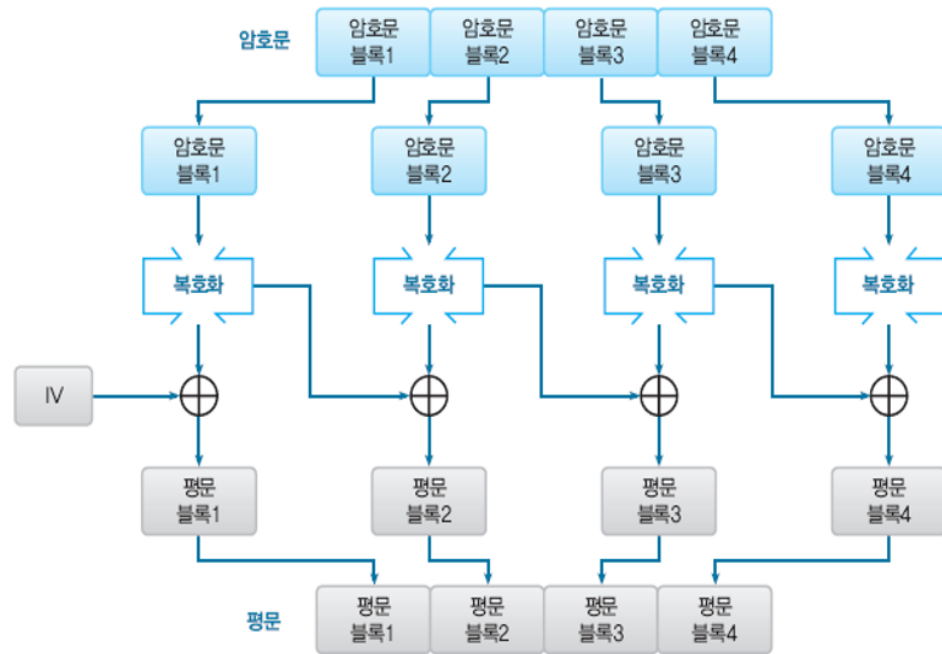 암호문
암호문 암호문 암호문 암호문
블록1 블록2 블록3 블록4
암호문 암호문 암호문 암호문
블록1 블록2 블록3 블록4
복호화 복호화 복호화 복호화
IV
평문 평문 평문 평문
블록1 블록2 블록3 블록4
평문
평문 평문 평문 평문
블록1 블록2 블록3 블록4